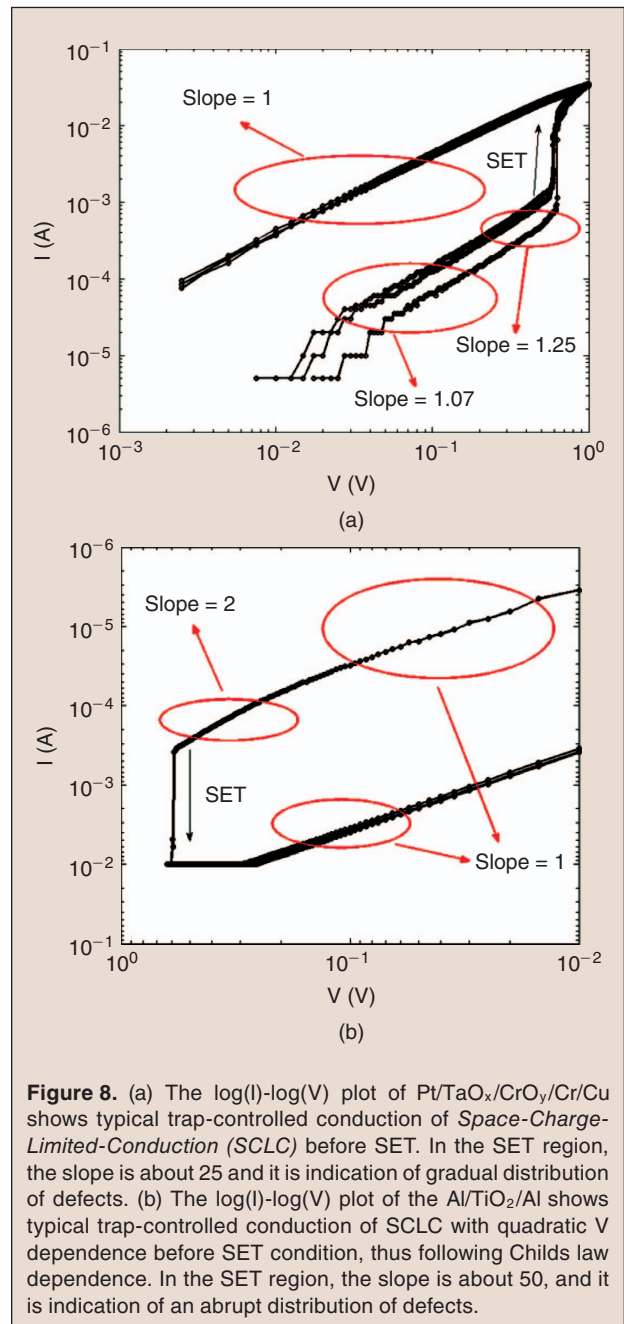 10⁻¹
Slope = 1
10⁻²
SET
10⁻³
I (A)
10⁻⁴
Slope = 1.25
10⁻⁵
Slope = 1.07
10⁻⁶
10⁻³ 10⁻² 10⁻¹ 10⁰
V (V)
(a)
10⁻⁶
Slope = 2
10⁻⁵
10⁻⁴
I (A)
SET
10⁻³
Slope = 1
10⁻²
10⁻¹
10⁰ 10⁻¹ 10⁻²
V (V)
(b)
Figure 8. (a) The log(I)-log(V) plot of Pt/TaOₓ/CrOᵧ/Cr/Cu
shows typical trap-controlled conduction of Space-Charge-
Limited-Conduction (SCLC) before SET. In the SET region,
the slope is about 25 and it is indication of gradual distribution
of defects. (b) The log(I)-log(V) plot of the Al/TiO₂/Al shows
typical trap-controlled conduction of SCLC with quadratic V
dependence before SET condition, thus following Childs law
dependence. In the SET region, the slope is about 50, and it
is indication of an abrupt distribution of defects.